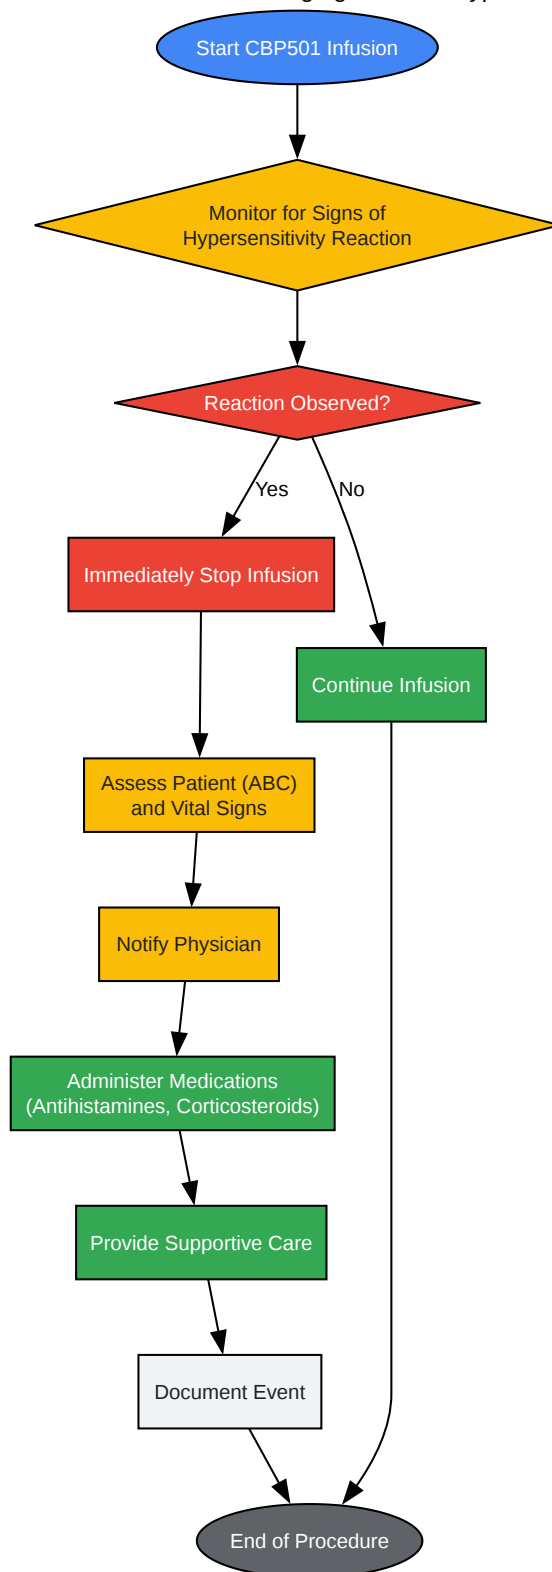 Start CBP501 Infusion
Monitor for Signs of
Hypersensitivity Reaction
Reaction Observed?
Yes
No
Immediately Stop Infusion
Continue Infusion
Assess Patient (ABC)
and Vital Signs
Notify Physician
Administer Medications
(Antihistamines, Corticosteroids)
Provide Supportive Care
Document Event
End of Procedure